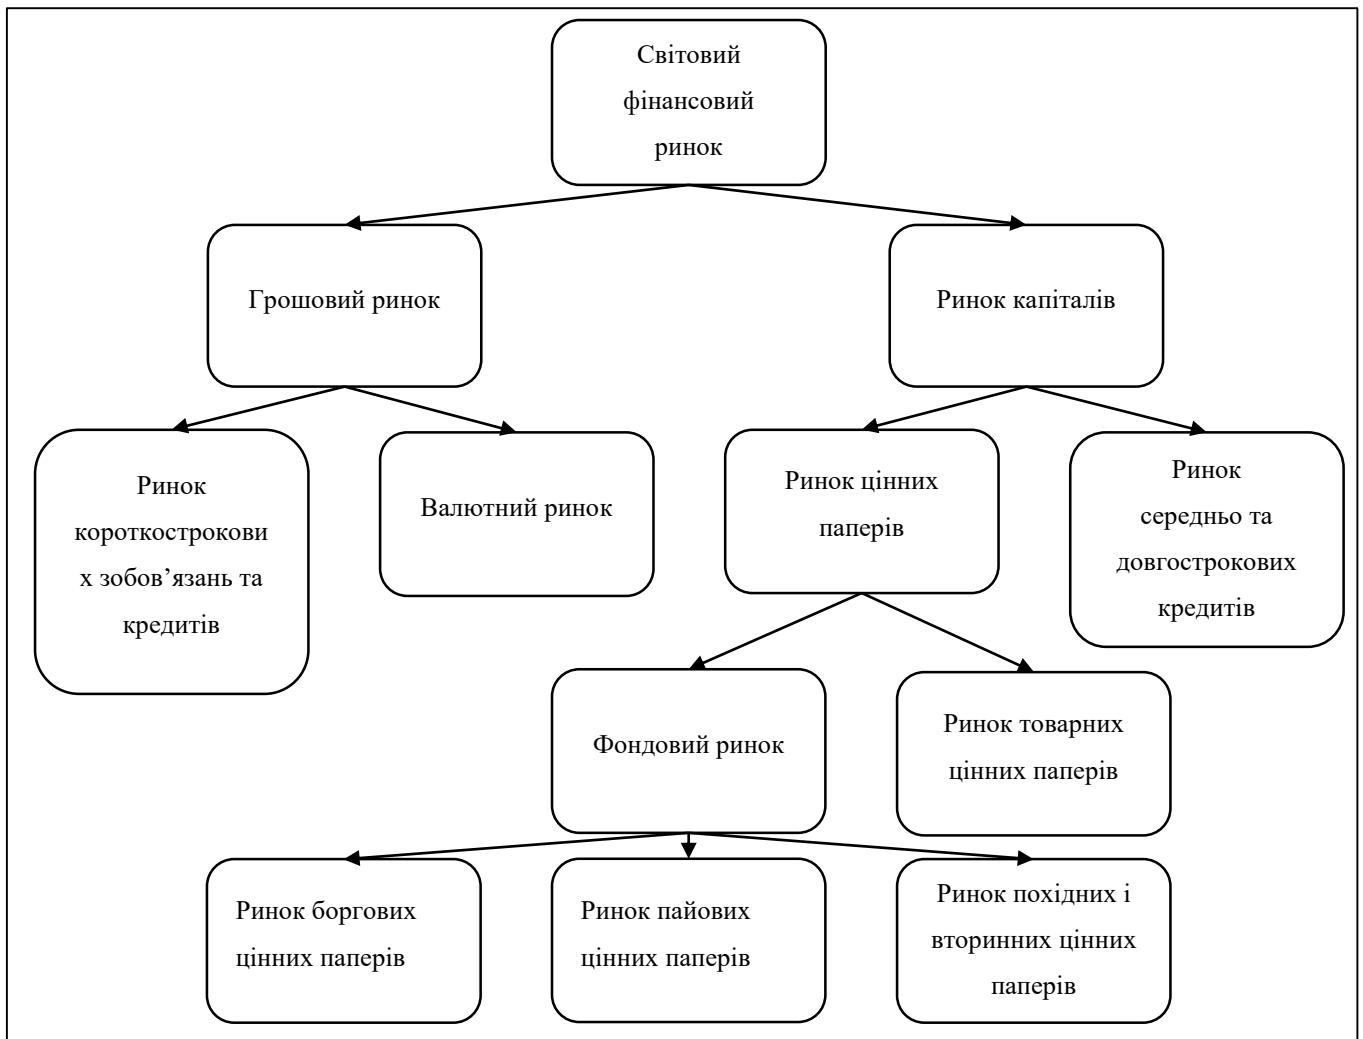 Світовий
фінансовий
ринок
Грошовий ринок
Ринок капіталів
Ринок
короткострокови
х зобов’язань та
кредитів
Валютний ринок
Ринок цінних
паперів
Ринок
середньо та
довгострокових
кредитів
Фондовий ринок
Ринок товарних
цінних паперів
Ринок боргових
цінних паперів
Ринок пайових
цінних паперів
Ринок похідних і
вторинних цінних
паперів